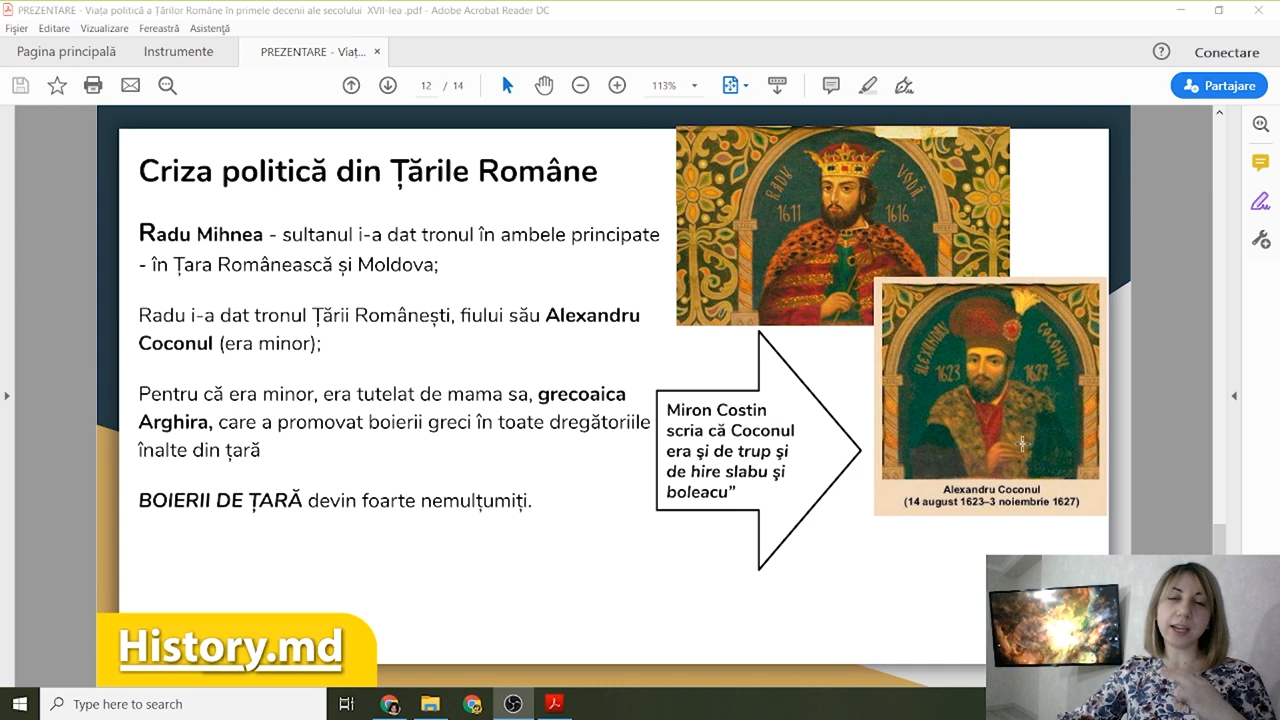 PREZENTARE - Viața politică a Țărilor Române în primele decenii ale secolului XVII-lea .pdf - Adobe Acrobat Reader DC
Fișier Editare Vizualizare Fereastră Asistență
Pagina principală Instrumente PREZENTARE - Viaț... × Conectare
12 / 14 113% Partajare
Criza politică din Țările Române
Radu Mihnea - sultanul i-a dat tronul în ambele principate
- în Țara Românească și Moldova;
Radu i-a dat tronul Țării Românești, fiului său Alexandru
Coconul (era minor);
Pentru că era minor, era tutelat de mama sa, grecoaica
Arghira, care a promovat boierii greci în toate dregătoriile
înalte din țară
BOIERII DE ȚARĂ devin foarte nemulțumiți.
RADU VODĂ
1611 1616
Miron Costin
scria că Coconul
era şi de trup şi
de hire slabu şi
boleacu”
ALEXANDRU COCONUL
1623 1627
Alexandru Coconul
(14 august 1623–3 noiembrie 1627)
History.md
Type here to search